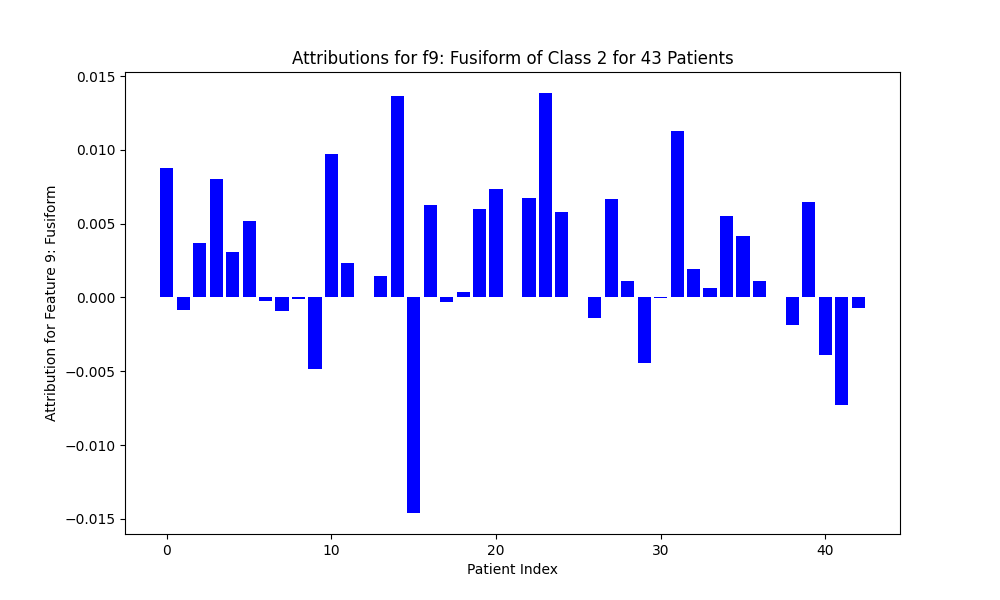 Attributions for f9: Fusiform of Class 2 for 43 Patients
Attribution for Feature 9: Fusiform
0.015
0.010
0.005
0.000
−0.005
−0.010
−0.015
0 10 20 30 40
Patient Index